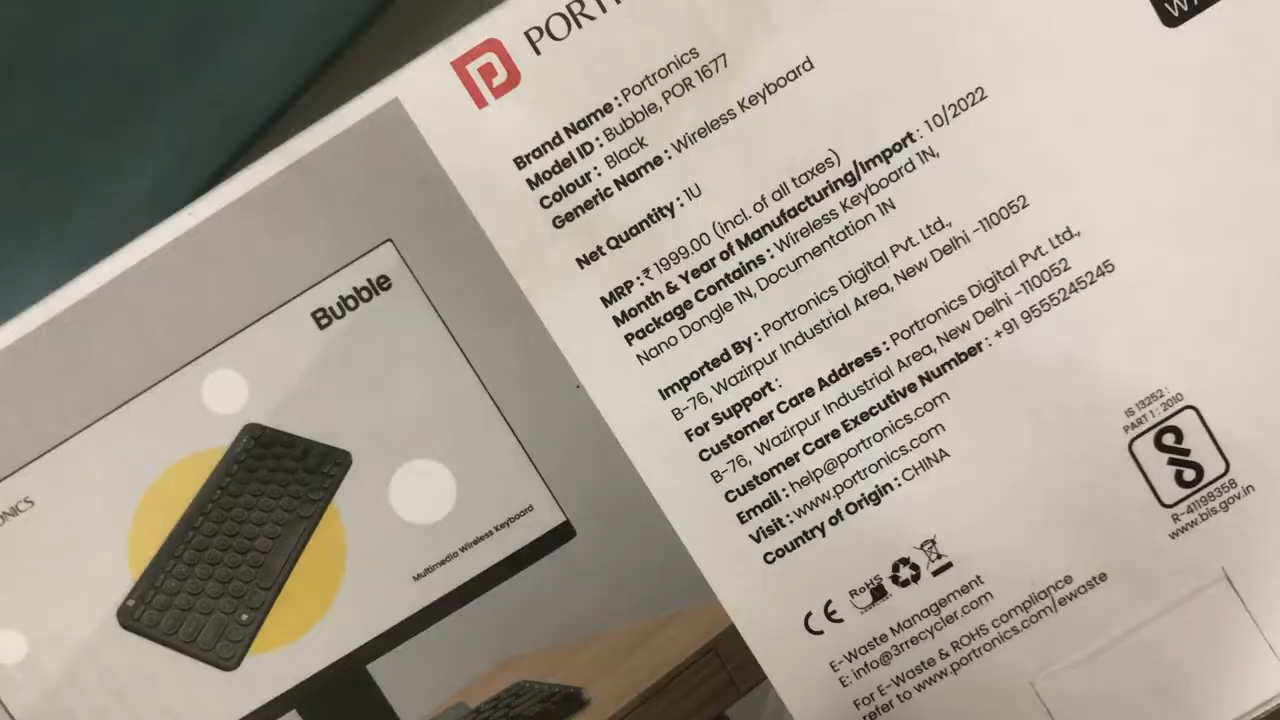 Brand Name : Portronics
Model ID : Bubble, POR 1677
Colour : Black
Generic Name : Wireless Keyboard
Net Quantity : 1U
MRP : ₹ 1999.00 (incl. of all taxes)
Month & Year of Manufacturing/Import : 10/2022
Package Contains : Wireless Keyboard 1N,
Nano Dongle 1N, Documentation 1N
Imported By : Portronics Digital Pvt. Ltd.,
B-76, Wazirpur Industrial Area, New Delhi -110052
For Support :
Customer Care Address : Portronics Digital Pvt. Ltd.,
B-76, Wazirpur Industrial Area, New Delhi -110052
Customer Care Executive Number : +91 9555245245
Email : help@portronics.com
Visit : www.portronics.com
Country of Origin : CHINA
CE
RoHS
E-Waste Management
E: info@3rrecycler.com
For E-Waste & ROHS compliance
refer to www.portronics.com/ewaste
IS 13252 :
PART 1 : 2010
R-41198358
www.bis.gov.in
Bubble
Multimedia Wireless Keyboard